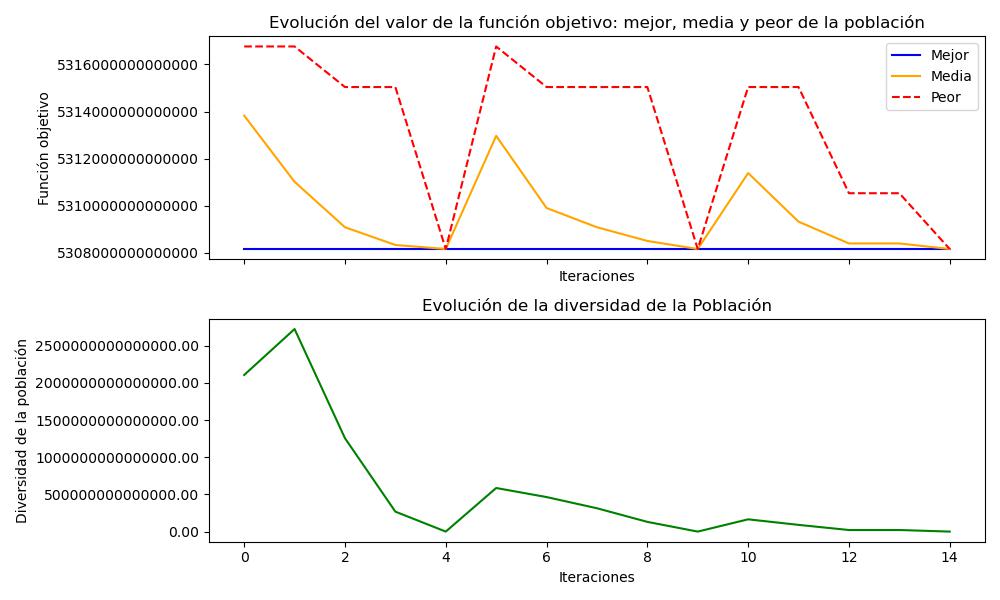 Evolución del valor de la función objetivo: mejor, media y peor de la población
Función objetivo
5316000000000000
5314000000000000
5312000000000000
5310000000000000
5308000000000000
Mejor
Media
Peor
Iteraciones
Evolución de la diversidad de la Población
Diversidad de la población
2500000000000000.00
2000000000000000.00
1500000000000000.00
1000000000000000.00
500000000000000.00
0.00
0 2 4 6 8 10 12 14
Iteraciones